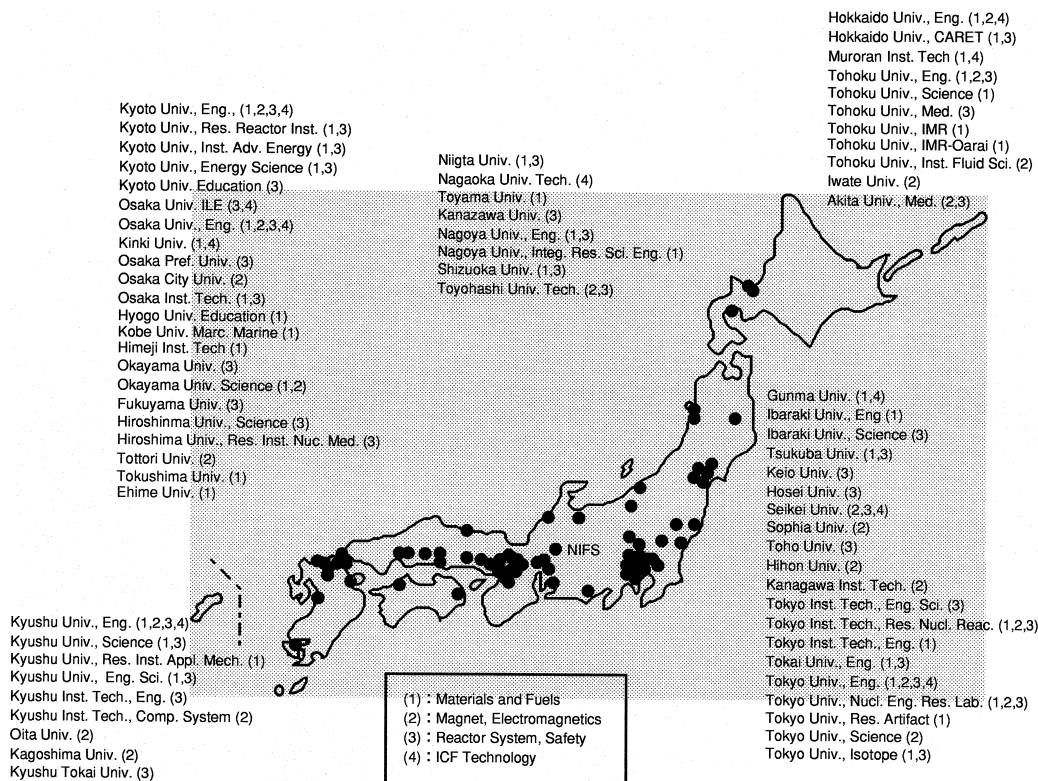 Hokkaido Univ., Eng. (1,2,4)
Hokkaido Univ., CARET (1,3)
Muroran Inst. Tech (1,4)
Tohoku Univ., Eng. (1,2,3)
Tohoku Univ., Science (1)
Tohoku Univ., Med. (3)
Tohoku Univ., IMR (1)
Tohoku Univ., IMR-Oarai (1)
Tohoku Univ., Inst. Fluid Sci. (2)
Iwate Univ. (2)
Akita Univ., Med. (2,3)
Kyoto Univ., Eng., (1,2,3,4)
Kyoto Univ., Res. Reactor Inst. (1,3)
Kyoto Univ., Inst. Adv. Energy (1,3)
Kyoto Univ., Energy Science (1,3)
Kyoto Univ. Education (3)
Osaka Univ. ILE (3,4)
Osaka Univ., Eng. (1,2,3,4)
Kinki Univ. (1,4)
Osaka Pref. Univ. (3)
Osaka City Univ. (2)
Osaka Inst. Tech. (1,3)
Hyogo Univ. Education (1)
Kobe Univ. Marc. Marine (1)
Himeji Inst. Tech (1)
Okayama Univ. (3)
Okayama Univ. Science (1,2)
Fukuyama Univ. (3)
Hiroshinma Univ., Science (3)
Hiroshima Univ., Res. Inst. Nuc. Med. (3)
Tottori Univ. (2)
Tokushima Univ. (1)
Ehime Univ. (1)
Niigta Univ. (1,3)
Nagaoka Univ. Tech. (4)
Toyama Univ. (1)
Kanazawa Univ. (3)
Nagoya Univ., Eng. (1,3)
Nagoya Univ., Integ. Res. Sci. Eng. (1)
Shizuoka Univ. (1,3)
Toyohashi Univ. Tech. (2,3)
Gunma Univ. (1,4)
Ibaraki Univ., Eng (1)
Ibaraki Univ., Science (3)
Tsukuba Univ. (1,3)
Keio Univ. (3)
Hosei Univ. (3)
Seikei Univ. (2,3,4)
Sophia Univ. (2)
Toho Univ. (3)
Hihon Univ. (2)
Kanagawa Inst. Tech. (2)
Tokyo Inst. Tech., Eng. Sci. (3)
Tokyo Inst. Tech., Res. Nucl. Reac. (1,2,3)
Tokyo Inst. Tech., Eng. (1)
Tokai Univ., Eng. (1,3)
Tokyo Univ., Eng. (1,2,3,4)
Tokyo Univ., Nucl. Eng. Res. Lab. (1,2,3)
Tokyo Univ., Res. Artifact (1)
Tokyo Univ., Science (2)
Tokyo Univ., Isotope (1,3)
NIFS
Kyushu Univ., Eng. (1,2,3,4)
Kyushu Univ., Science (1,3)
Kyushu Univ., Res. Inst. Appl. Mech. (1)
Kyushu Univ., Eng. Sci. (1,3)
Kyushu Inst. Tech., Eng. (3)
Kyushu Inst. Tech., Comp. System (2)
Oita Univ. (2)
Kagoshima Univ. (2)
Kyushu Tokai Univ. (3)
(1) : Materials and Fuels
(2) : Magnet, Electromagnetics
(3) : Reactor System, Safety
(4) : ICF Technology